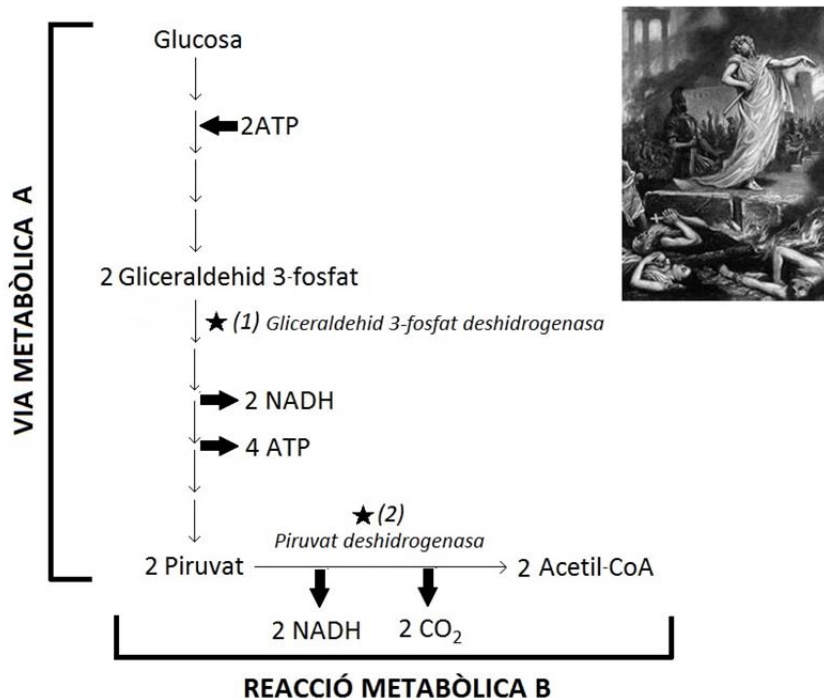 Glucosa
2ATP
2 Gliceraldehid 3-fosfat
★ (1) Gliceraldehid 3-fosfat deshidrogenasa
2 NADH
4 ATP
★ (2)
Piruvat deshidrogenasa
2 Piruvat
2 Acetil-CoA
2 NADH
2 CO₂
VIA METABÒLICA A
REACCIÓ METABÒLICA B